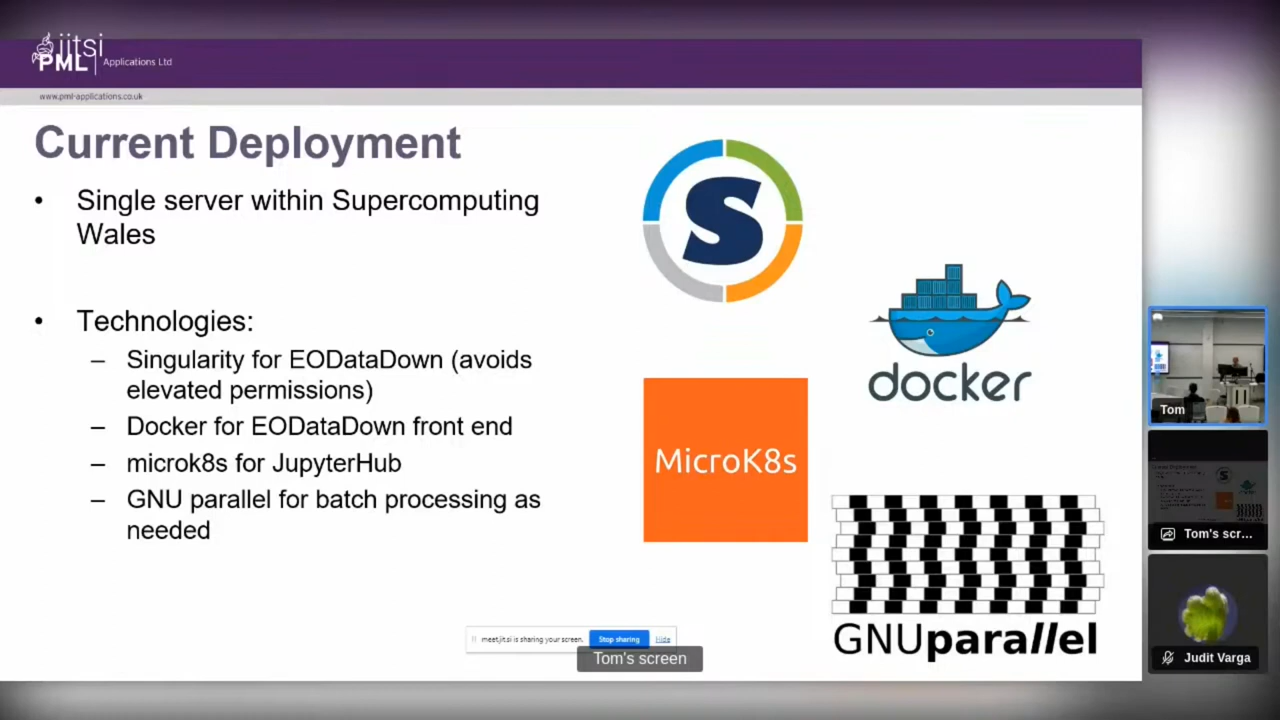 jitsi
PML
Applications Ltd
www.pml-applications.co.uk
Current Deployment
• Single server within Supercomputing
Wales
• Technologies:
– Singularity for EODataDown (avoids
elevated permissions)
– Docker for EODataDown front end
– microk8s for JupyterHub
– GNU parallel for batch processing as
needed
S
docker
MicroK8s
GNUparallel
meet.jit.si is sharing your screen.
Stop sharing
Hide
Tom's screen
Tom
Tom's scr...
Judit Varga